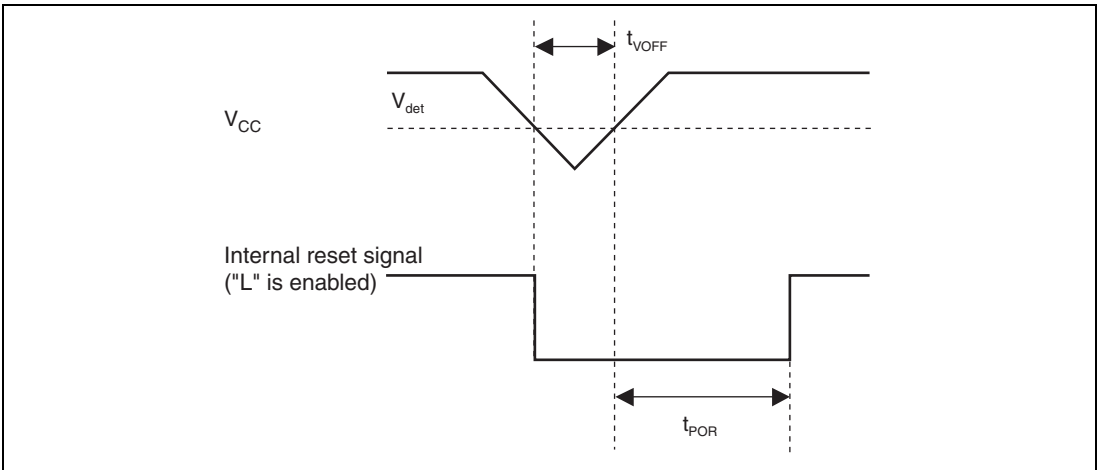 tVOFF
Vdet
VCC
Internal reset signal
("L" is enabled)
tPOR